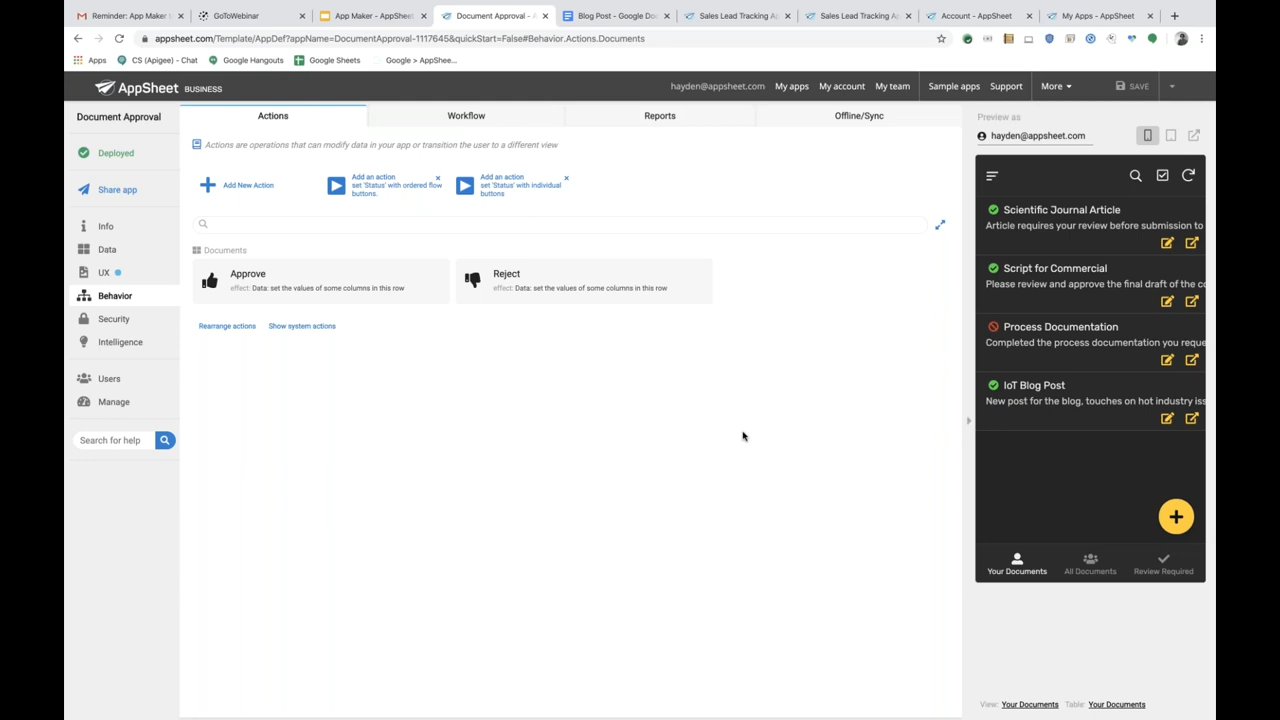 Reminder: App Maker
GoToWebinar
App Maker - AppSheet
Document Approval - A
Blog Post - Google Doc
Sales Lead Tracking Ap
Sales Lead Tracking Ap
Account - AppSheet
My Apps - AppSheet
appsheet.com/Template/AppDef?appName=DocumentApproval-1117645&quickStart=False#Behavior.Actions.Documents
Apps
CS (Apigee) - Chat
Google Hangouts
Google Sheets
Google > AppShee...
AppSheet BUSINESS
hayden@appsheet.com
My apps
My account
My team
Sample apps
Support
More
SAVE
Document Approval
Deployed
Share app
Info
Data
UX
Behavior
Security
Intelligence
Users
Manage
Search for help
Actions
Workflow
Reports
Offline/Sync
Actions are operations that can modify data in your app or transition the user to a different view
Add New Action
Add an action
set 'Status' with ordered flow
buttons.
Add an action
set 'Status' with individual
buttons
Documents
Approve
effect: Data: set the values of some columns in this row
Reject
effect: Data: set the values of some columns in this row
Rearrange actions
Show system actions
Preview as
hayden@appsheet.com
Scientific Journal Article
Article requires your review before submission to
Script for Commercial
Please review and approve the final draft of the co
Process Documentation
Completed the process documentation you reque
IoT Blog Post
New post for the blog, touches on hot industry iss
Your Documents
All Documents
Review Required
View: Your Documents Table: Your Documents